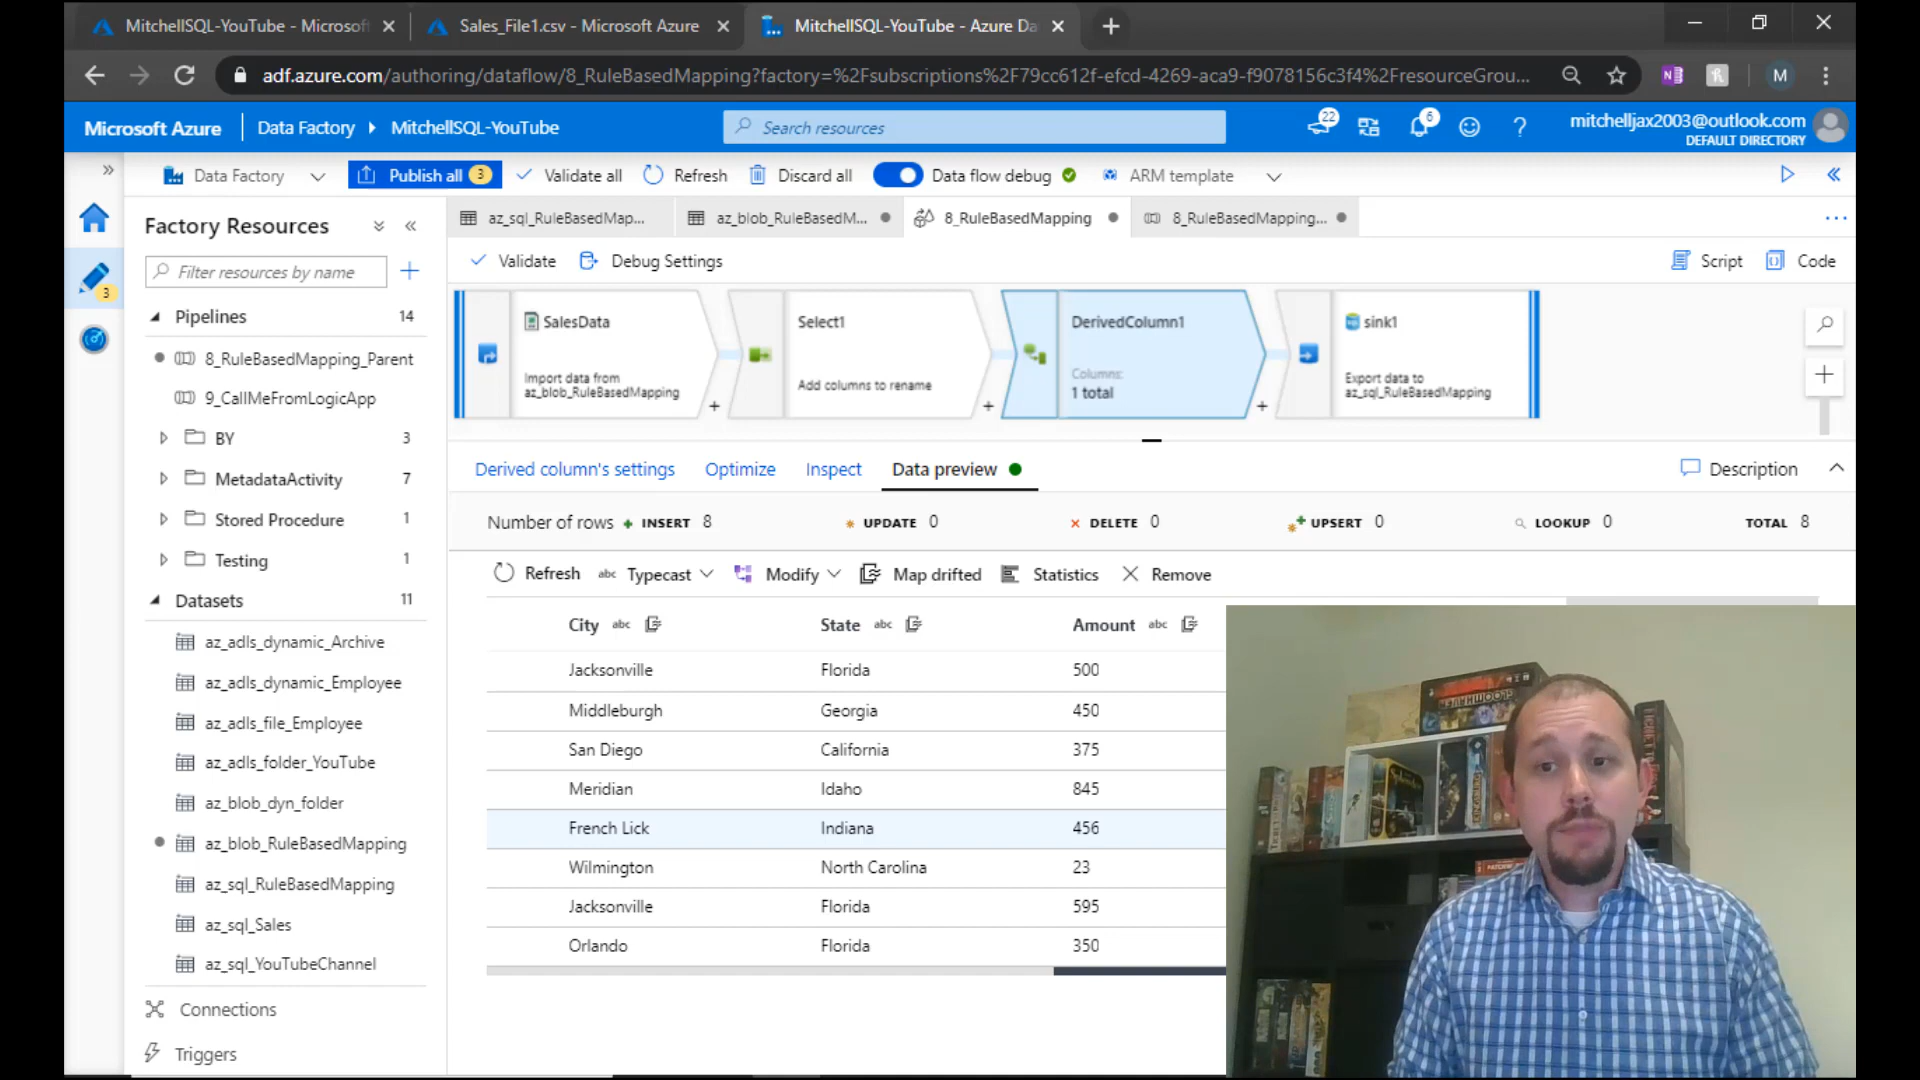 MitchellSQL-YouTube - Microsof
Sales_File1.csv - Microsoft Azure
MitchellSQL-YouTube - Azure Da
adf.azure.com/authoring/dataflow/8_RuleBasedMapping?factory=%2Fsubscriptions%2F79cc612f-efcd-4269-aca9-f9078156c3f4%2FresourceGrou...
M
Microsoft Azure
Data Factory
MitchellSQL-YouTube
Search resources
22
6
?
mitchelljax2003@outlook.com
DEFAULT DIRECTORY
Data Factory
Publish all 3
Validate all
Refresh
Discard all
Data flow debug
ARM template
Factory Resources
Filter resources by name
3
Pipelines 14
8_RuleBasedMapping_Parent
9_CallMeFromLogicApp
BY 3
MetadataActivity 7
Stored Procedure 1
Testing 1
Datasets 11
az_adls_dynamic_Archive
az_adls_dynamic_Employee
az_adls_file_Employee
az_adls_folder_YouTube
az_blob_dyn_folder
az_blob_RuleBasedMapping
az_sql_RuleBasedMapping
az_sql_Sales
az_sql_YouTubeChannel
Connections
Triggers
az_sql_RuleBasedMap...
az_blob_RuleBasedM...
8_RuleBasedMapping
8_RuleBasedMapping...
Validate
Debug Settings
Script
Code
SalesData
Import data from
az_blob_RuleBasedMapping
Select1
Add columns to rename
DerivedColumn1
Columns:
1 total
sink1
Export data to
az_sql_RuleBasedMapping
Derived column's settings
Optimize
Inspect
Data preview
Description
Number of rows INSERT 8 UPDATE 0 DELETE 0 UPSERT 0 LOOKUP 0 TOTAL 8
Refresh
abc Typecast
Modify
Map drifted
Statistics
Remove
City abc State abc Amount abc
Jacksonville Florida 500
Middleburgh Georgia 450
San Diego California 375
Meridian Idaho 845
French Lick Indiana 456
Wilmington North Carolina 23
Jacksonville Florida 595
Orlando Florida 350